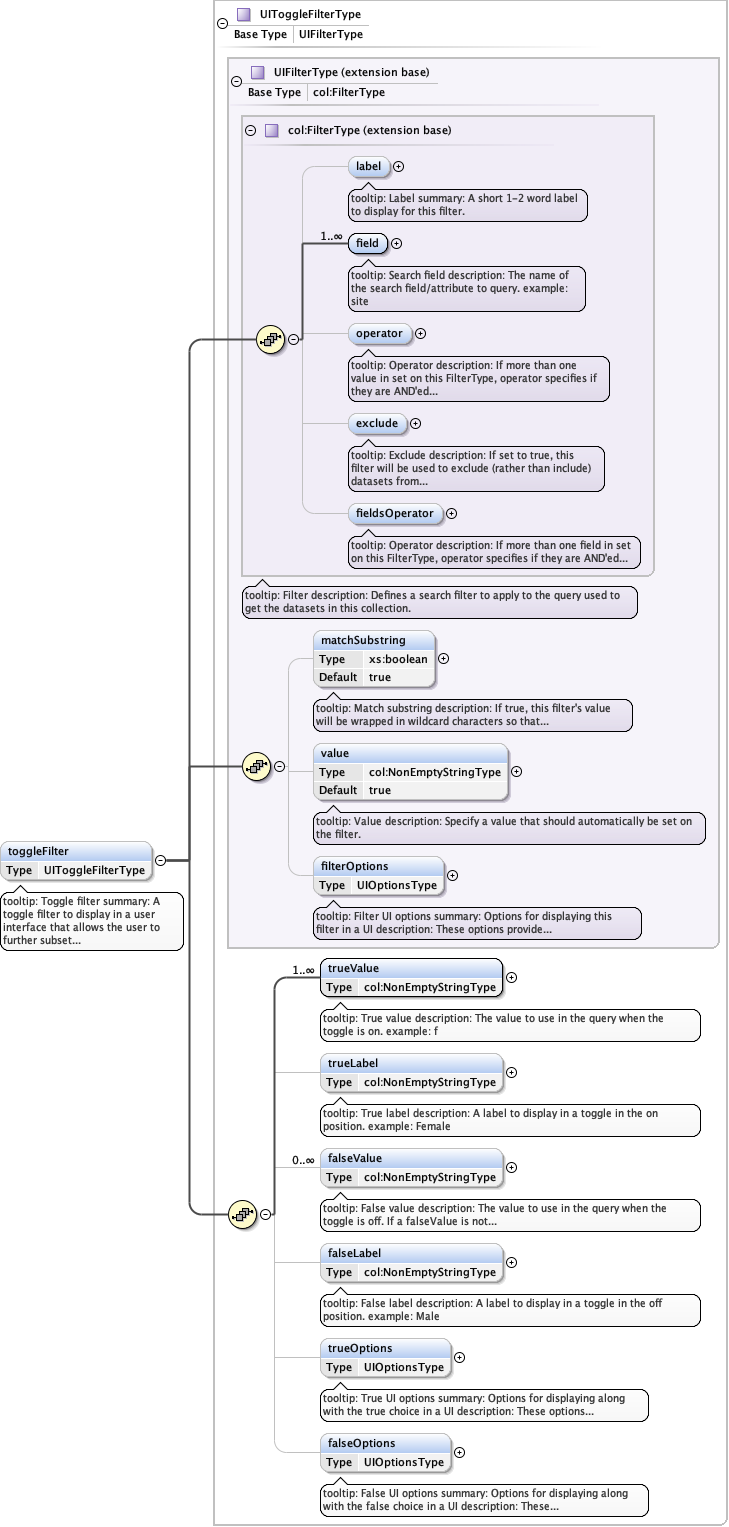 UIToggleFilterType
Base Type UIFilterType
UIFilterType (extension base)
Base Type col:FilterType
col:FilterType (extension base)
label
tooltip: Label summary: A short 1-2 word label
to display for this filter.
1..∞
field
tooltip: Search field description: The name of
the search field/attribute to query. example:
site
operator
tooltip: Operator description: If more than one
value in set on this FilterType, operator specifies if
they are AND'ed...
exclude
tooltip: Exclude description: If set to true, this
filter will be used to exclude (rather than include)
datasets from...
fieldsOperator
tooltip: Operator description: If more than one field in set
on this FilterType, operator specifies if they are AND'ed...
tooltip: Filter description: Defines a search filter to apply to the query used to
get the datasets in this collection.
matchSubstring
Type xs:boolean
Default true
tooltip: Match substring description: If true, this filter's value
will be wrapped in wildcard characters so that...
value
Type col:NonEmptyStringType
Default true
tooltip: Value description: Specify a value that should automatically be set on
the filter.
toggleFilter
Type UIToggleFilterType
tooltip: Toggle filter summary: A
toggle filter to display in a user
interface that allows the user to
further subset...
filterOptions
Type UIOptionsType
tooltip: Filter UI options summary: Options for displaying this
filter in a UI description: These options provide...
1..∞
trueValue
Type col:NonEmptyStringType
tooltip: True value description: The value to use in the query when the
toggle is on. example: f
trueLabel
Type col:NonEmptyStringType
tooltip: True label description: A label to display in a toggle in the on
position. example: Female
0..∞
falseValue
Type col:NonEmptyStringType
tooltip: False value description: The value to use in the query when the
toggle is off. If a falseValue is not...
falseLabel
Type col:NonEmptyStringType
tooltip: False label description: A label to display in a toggle in the off
position. example: Male
trueOptions
Type UIOptionsType
tooltip: True UI options summary: Options for displaying along
with the true choice in a UI description: These options...
falseOptions
Type UIOptionsType
tooltip: False UI options summary: Options for displaying along
with the false choice in a UI description: These...